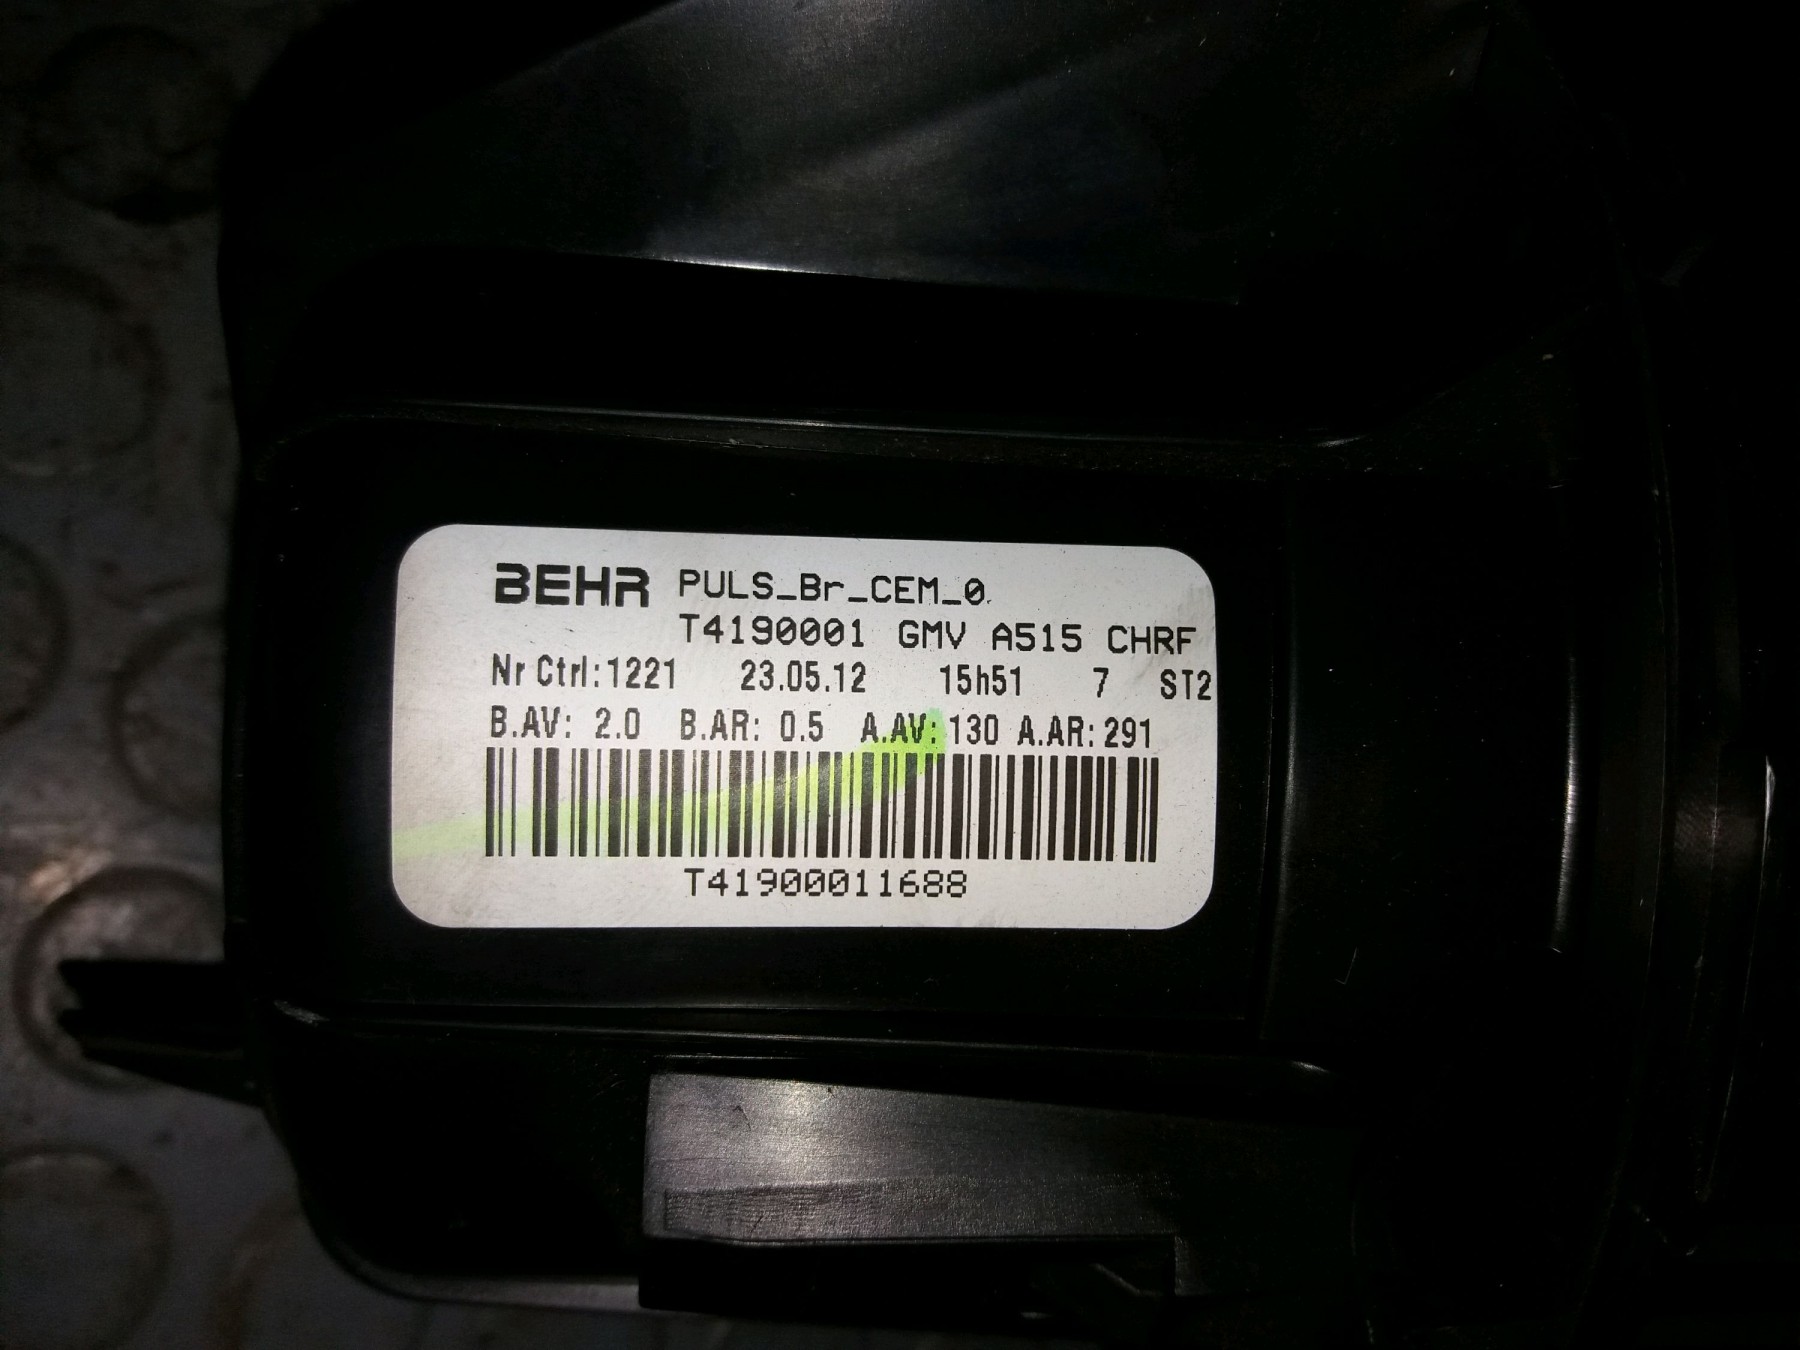 BEHR PULS_Br_CEM_0.
T4190001 GMV A515 CHRF
Nr Ctrl:1221 23.05.12 15h51 7 ST2
B.AV: 2.0 B.AR: 0.5 A.AV: 130 A.AR: 291
T41900011688